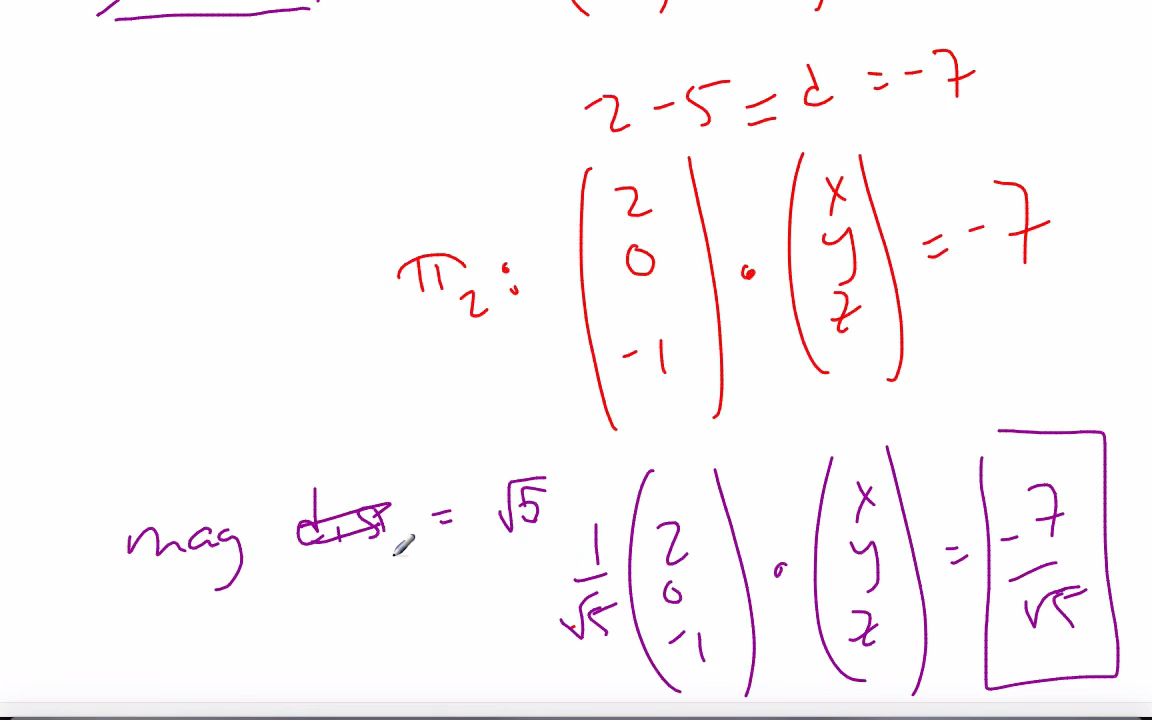 2 - 5 = d = -7
π₂ : (2 0 -1) · (x y z) = -7
mag = √5
1/√5 (2 0 -1) · (x y z) = -7/√5